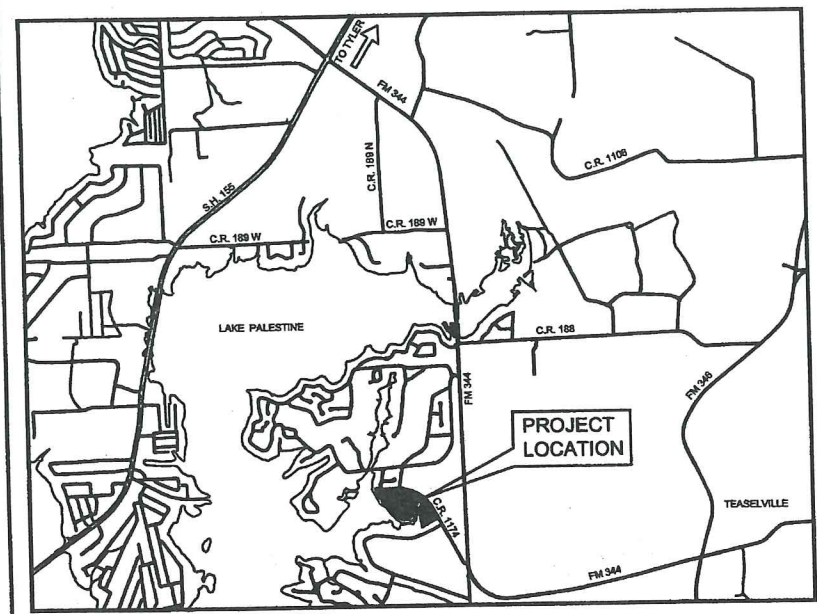 TO TYLER
FM 344
C.R. 189 N
C.R. 1108
S.H. 155
C.R. 189 W
C.R. 189 W
LAKE PALESTINE
C.R. 188
FM 344
FM 346
PROJECT
LOCATION
C.R. 1174
TEASELVILLE
FM 344